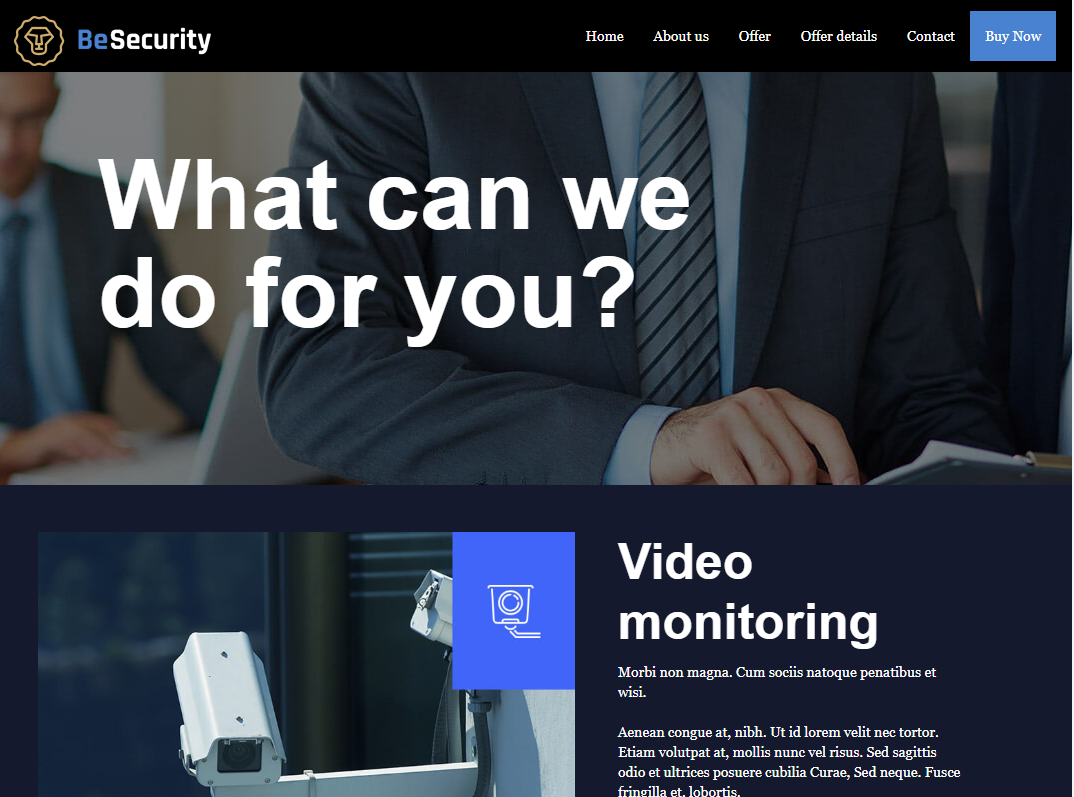 BeSecurity
Home About us Offer Offer details Contact Buy Now
What can we
do for you?
Video
monitoring
Morbi non magna. Cum sociis natoque penatibus et
wisi.
Aenean congue at, nibh. Ut id lorem velit nec tortor.
Etiam volutpat at, mollis nunc vel risus. Sed sagittis
odio et ultrices posuere cubilia Curae, Sed neque. Fusce
fringilla et, lobortis.